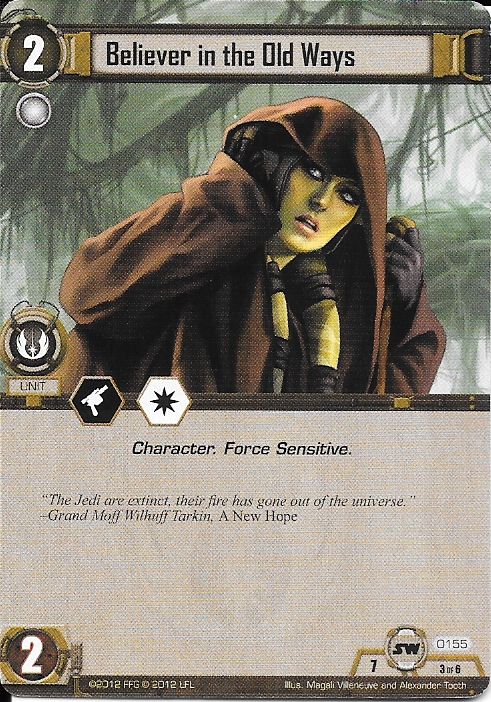 2
Believer in the Old Ways
UNIT
Character. Force Sensitive.
"The Jedi are extinct, their fire has gone out of the universe."
–Grand Moff Wilhuff Tarkin, A New Hope
2
SW
0155
7
3 OF 6
©2012 FFG © 2012 LFL
Illus. Magali Villeneuve and Alexander Tooth